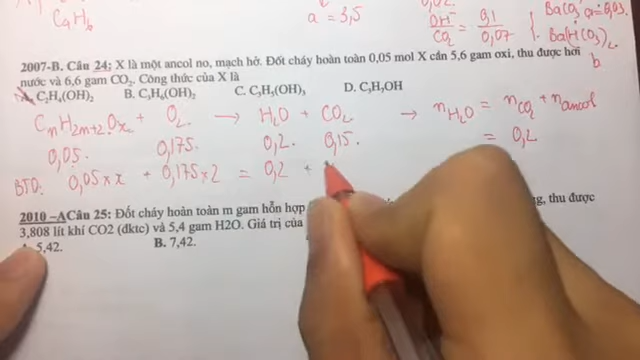 C₄H₆
a = 3,5
0,02.
OH⁻/CO₂ = 0,1/0,07
BaCO₃ a=0,03.
Ba(HCO₃)₂
b
2007-B. Câu 24: X là một ancol no, mạch hở. Đốt cháy hoàn toàn 0,05 mol X cần 5,6 gam oxi, thu được hơi
nước và 6,6 gam CO₂. Công thức của X là
A. C₂H₄(OH)₂ B. C₃H₆(OH)₂ C. C₃H₅(OH)₃ D. C₃H₇OH
CₙH₂ₙ₊₂Oₓ + O₂ → H₂O + CO₂ → n H₂O = n CO₂ + n ancol
0,05. 0,175. 0,2. 0,15. = 0,2
BTO: 0,05 x x + 0,175 x 2 = 0,2 +
2010 –A Câu 25: Đốt cháy hoàn toàn m gam hỗn hợp g, thu được
3,808 lít khí CO2 (đktc) và 5,4 gam H2O. Giá trị của
A. 5,42. B. 7,42.